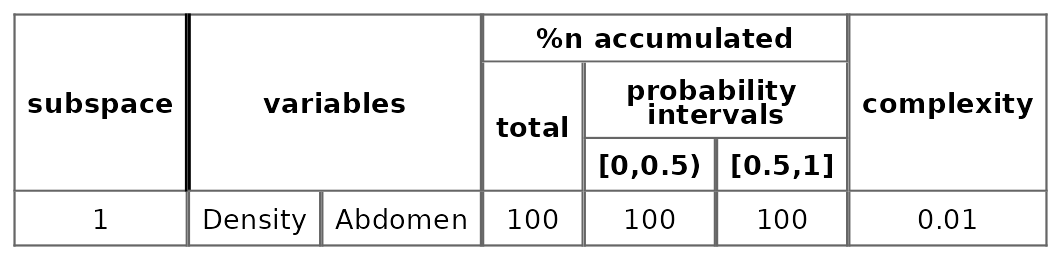 %n accumulated
subspace
variables
total
probability
intervals
complexity
[0,0.5)
[0.5,1]
1 Density Abdomen 100 100 100 0.01